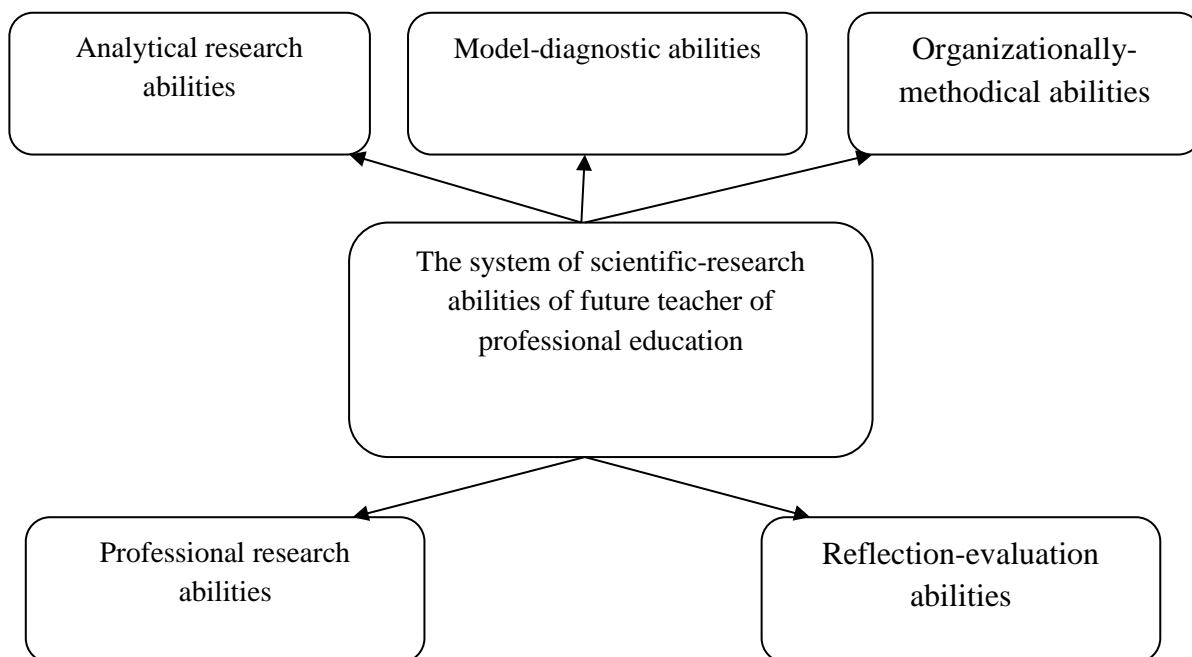 Analytical research
abilities
Model-diagnostic abilities
Organizationally-
methodical abilities
The system of scientific-research
abilities of future teacher of
professional education
Professional research
abilities
Reflection-evaluation
abilities